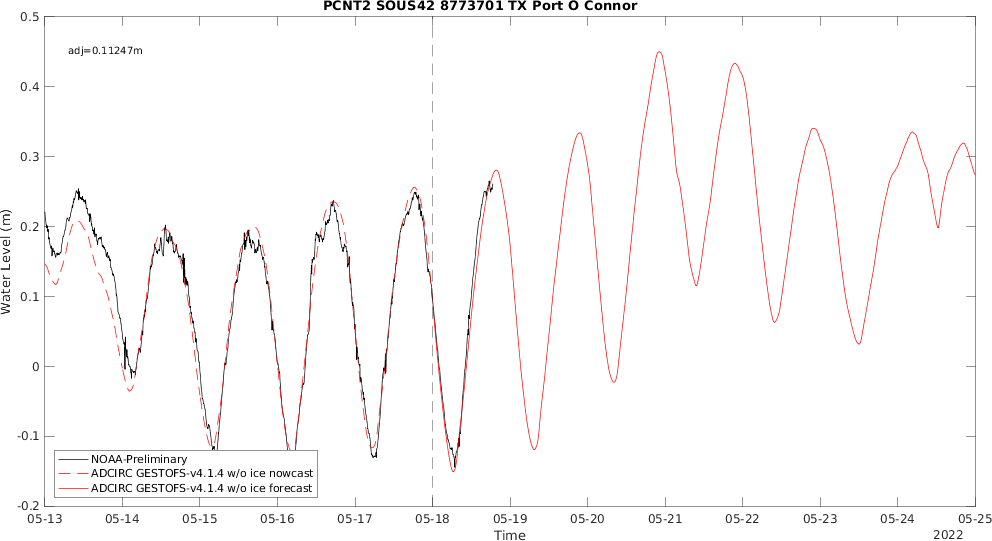 PCNT2 SOUS42 8773701 TX Port O Connor
adj=0.11247m
0.5
0.4
0.3
0.2
0.1
0
-0.1
-0.2
Water Level (m)
NOAA-Preliminary
ADCIRC GESTOFS-v4.1.4 w/o ice nowcast
ADCIRC GESTOFS-v4.1.4 w/o ice forecast
05-13 05-14 05-15 05-16 05-17 05-18 05-19 05-20 05-21 05-22 05-23 05-24 05-25
Time
2022